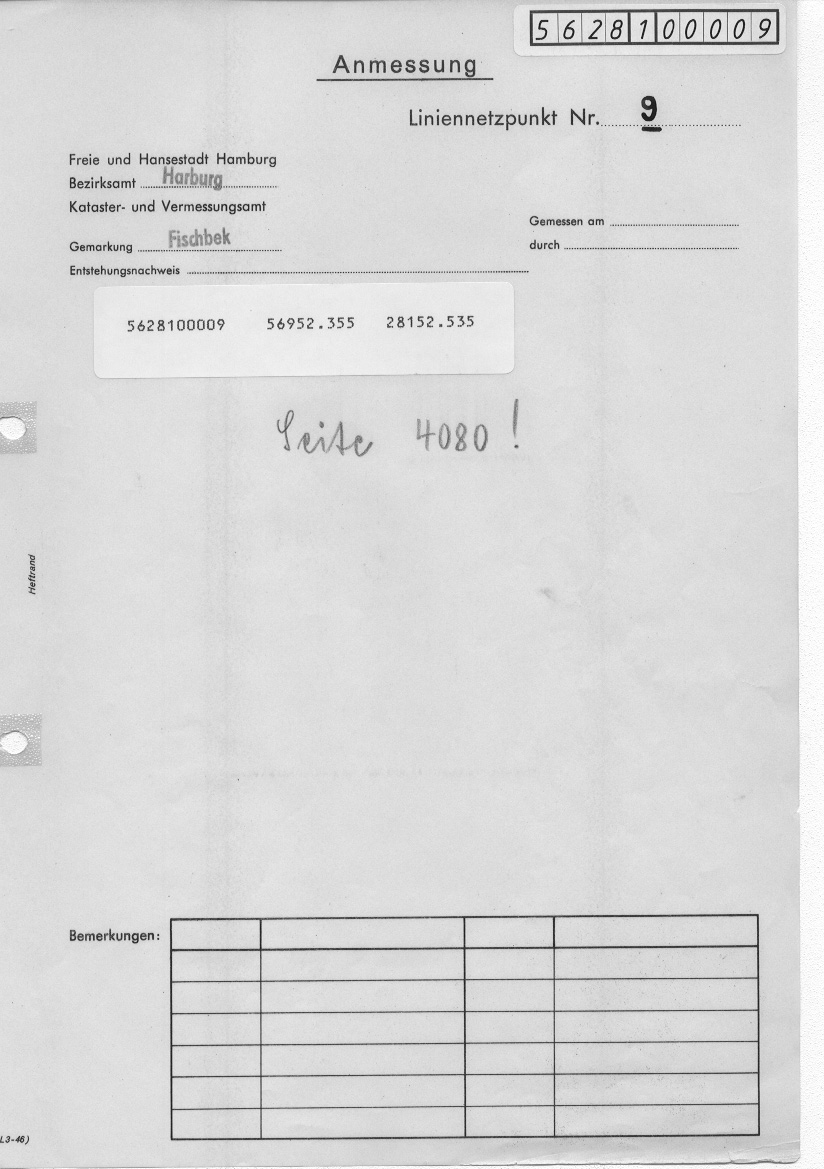 5628100009
Anmessung
Liniennetzpunkt Nr. 9
Freie und Hansestadt Hamburg
Bezirksamt Harburg
Kataster- und Vermessungsamt
Gemessen am
Gemarkung Fischbek
durch
Entstehungsnachweis
5628100009 56952.355 28152.535
Seite 4080!
Heftrand
Bemerkungen:
L3-46)